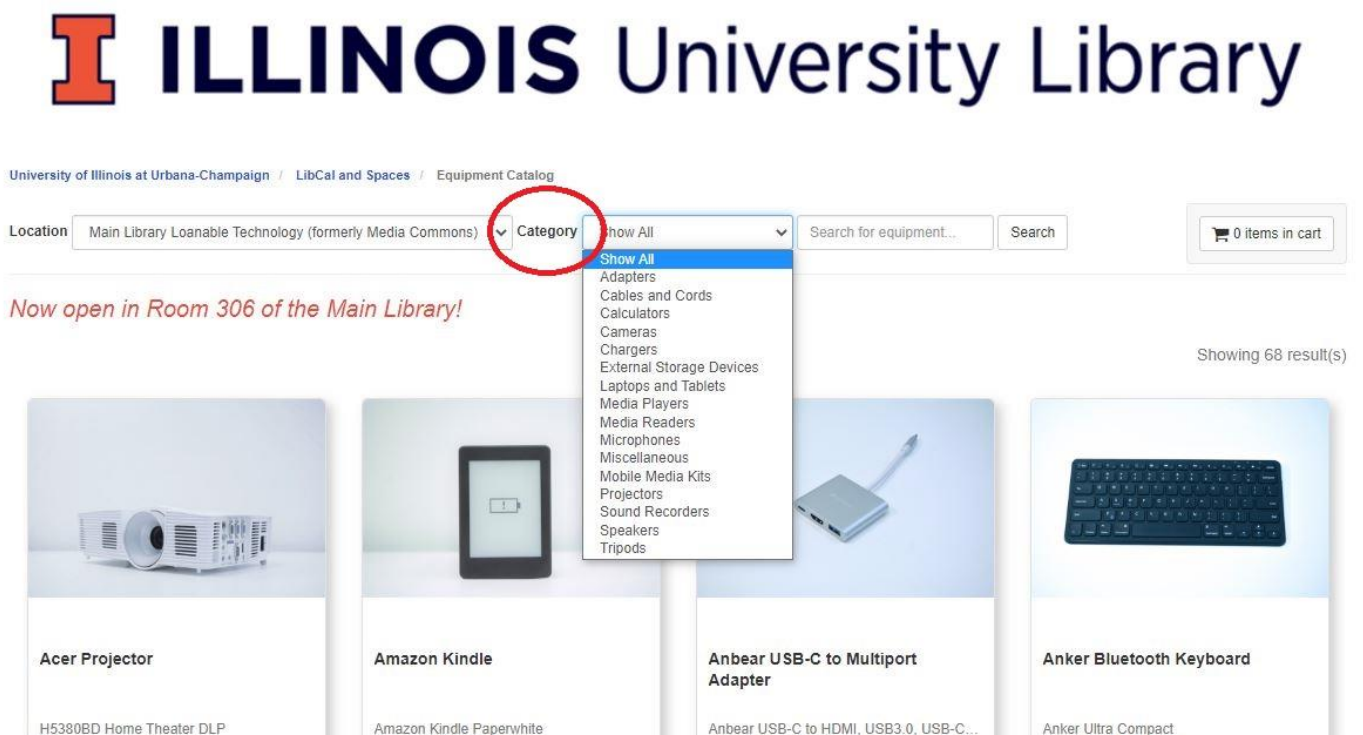 I ILLINOIS University Library
University of Illinois at Urbana-Champaign / LibCal and Spaces / Equipment Catalog
Location Main Library Loanable Technology (formerly Media Commons) Category Show All Search for equipment... Search 0 items in cart
Show All
Adapters
Cables and Cords
Calculators
Cameras
Chargers
External Storage Devices
Laptops and Tablets
Media Players
Media Readers
Microphones
Miscellaneous
Mobile Media Kits
Projectors
Sound Recorders
Speakers
Tripods
Now open in Room 306 of the Main Library!
Showing 68 result(s)
Acer Projector
H5380BD Home Theater DLP
Amazon Kindle
Amazon Kindle Paperwhite
Anbear USB-C to Multiport
Adapter
Anbear USB-C to HDMI, USB3.0, USB-C...
Anker Bluetooth Keyboard
Anker Ultra Compact